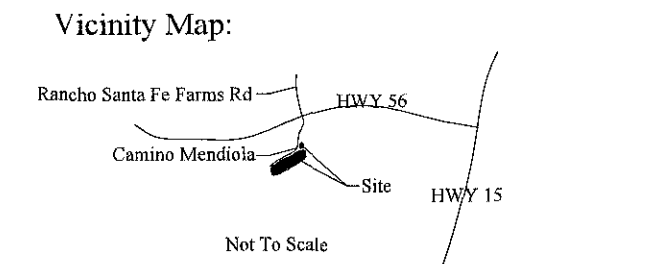 Vicinity Map:
Rancho Santa Fe Farms Rd
HWY 56
Camino Mendiola
Site
HWY 15
Not To Scale